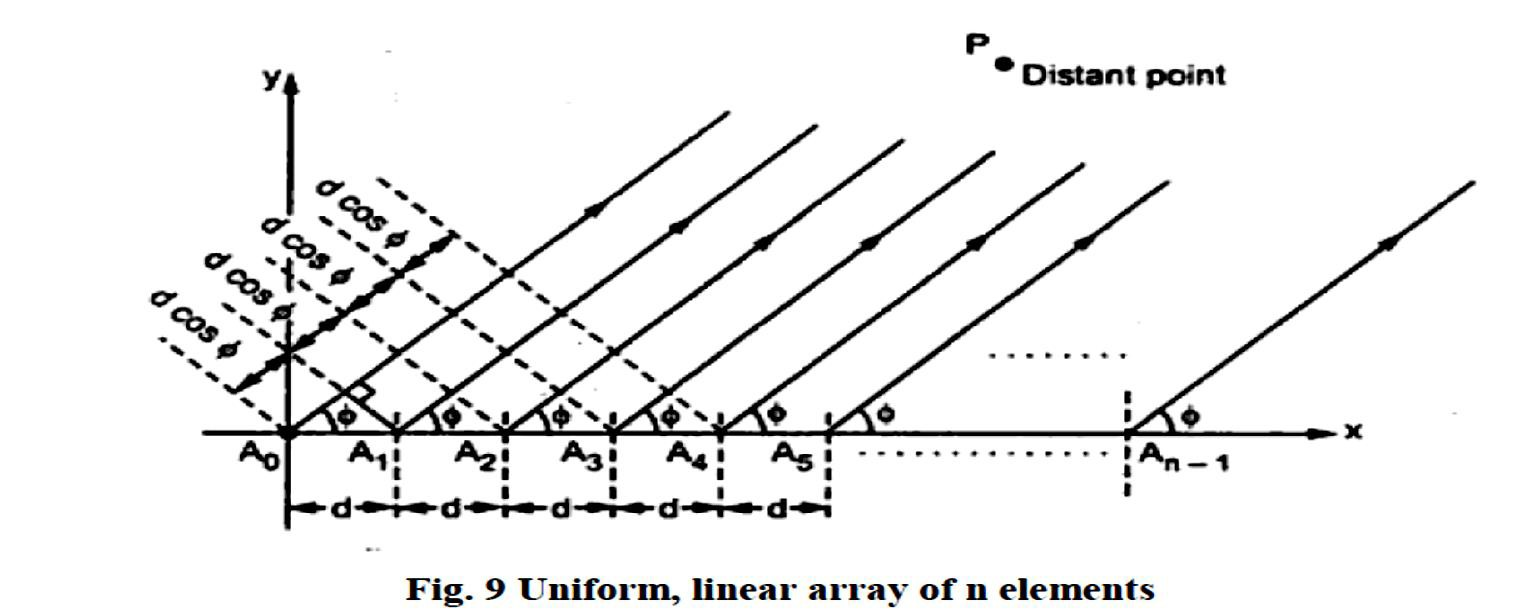 P
Distant point
y
d cos ϕ
d cos ϕ
d cos ϕ
d cos ϕ
ϕ ϕ ϕ ϕ ϕ ϕ ϕ
x
A0 A1 A2 A3 A4 A5 An – 1
d d d d d
Fig. 9 Uniform, linear array of n elements